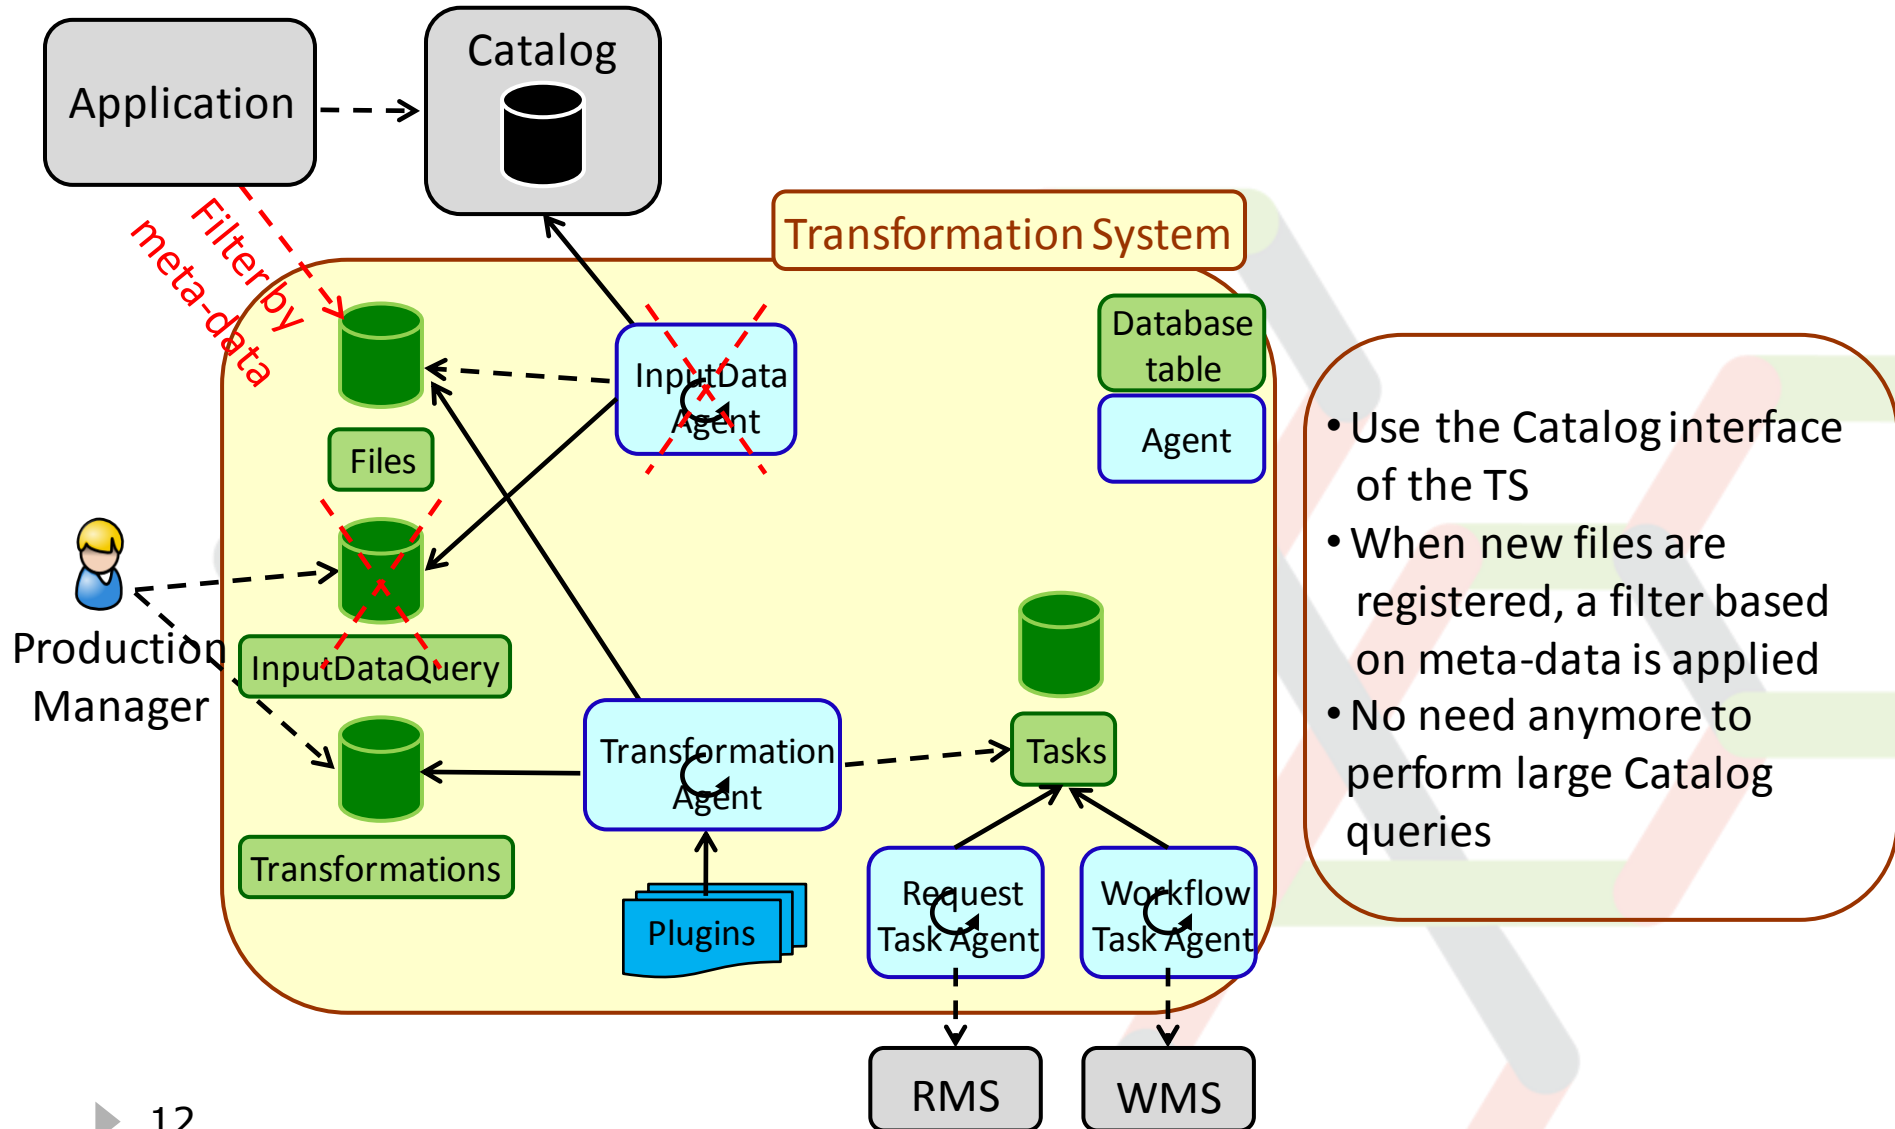 Application
Catalog
Filter by
meta-data
Transformation System
Database
table
Agent
InputData
Agent
Files
Production
Manager
InputDataQuery
Transformations
Transformation
Agent
Plugins
Tasks
Request
Task Agent
Workflow
Task Agent
RMS
WMS
• Use the Catalog interface
of the TS
• When new files are
registered, a filter based
on meta-data is applied
• No need anymore to
perform large Catalog
queries
12